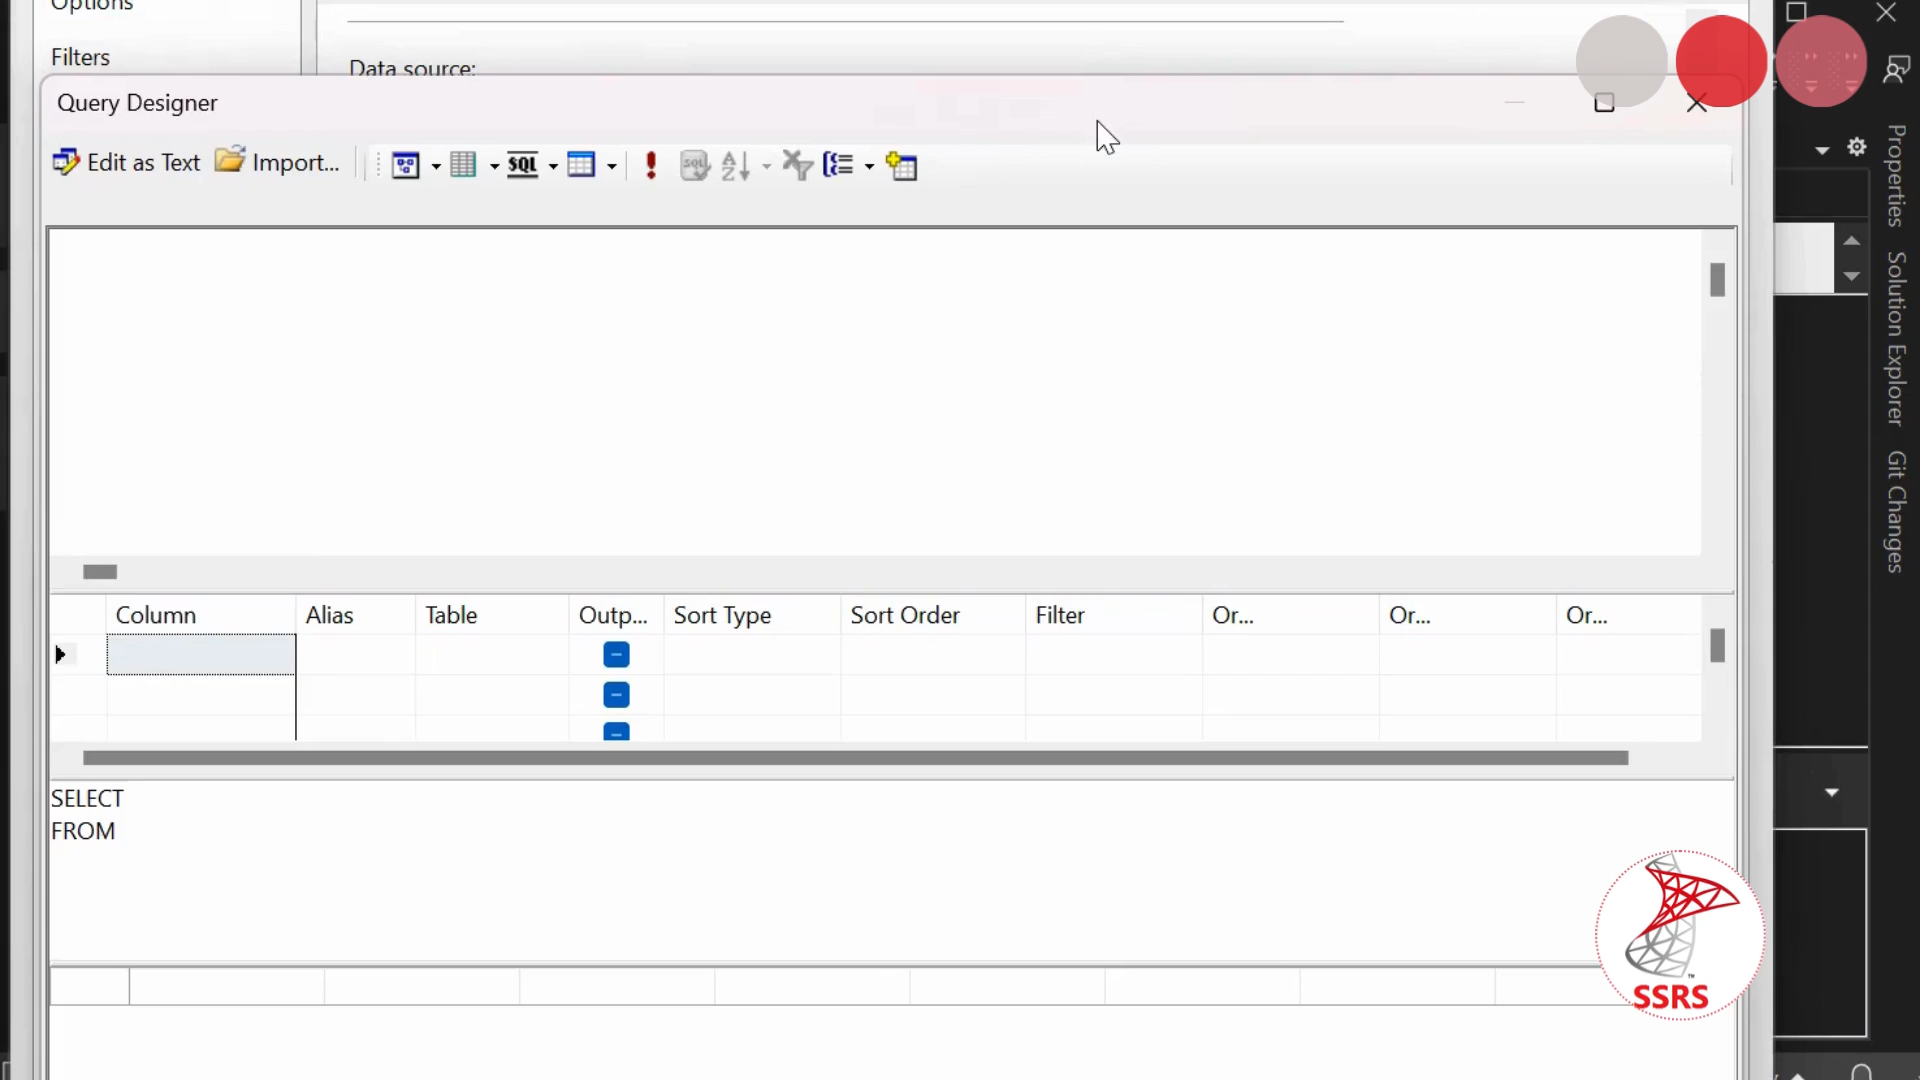 Options
Filters
Data source:
Query Designer
Edit as Text Import... SQL
Column Alias Table Outp... Sort Type Sort Order Filter Or... Or... Or...
SELECT
FROM
Properties
Solution Explorer
Git Changes
SSRS